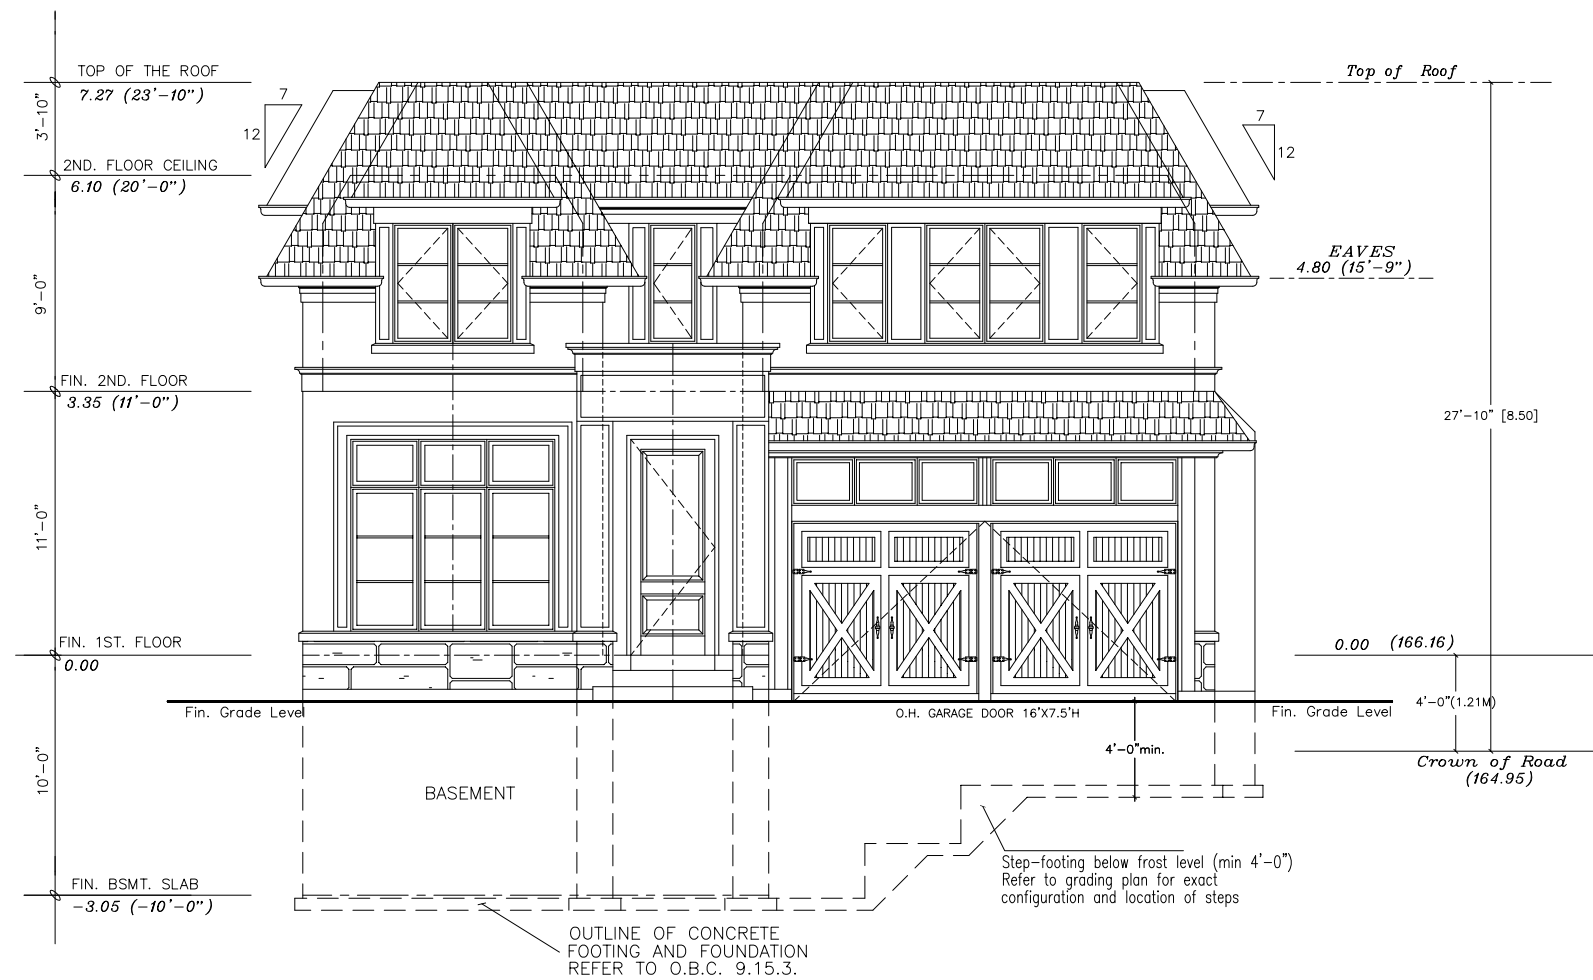 TOP OF THE ROOF
7.27 (23'-10")
3'-10"
7
12
2ND. FLOOR CEILING
6.10 (20'-0")
9'-0"
FIN. 2ND. FLOOR
3.35 (11'-0")
11'-0"
FIN. 1ST. FLOOR
0.00
Fin. Grade Level
10'-0"
BASEMENT
FIN. BSMT. SLAB
-3.05 (-10'-0")
OUTLINE OF CONCRETE
FOOTING AND FOUNDATION
REFER TO O.B.C. 9.15.3.
Top of Roof
7
12
EAVES
4.80 (15'-9")
27'-10" [8.50]
0.00 (166.16)
4'-0"(1.21M)
O.H. GARAGE DOOR 16'X7.5'H
Fin. Grade Level
4'-0"min.
Crown of Road
(164.95)
Step-footing below frost level (min 4'-0")
Refer to grading plan for exact
configuration and location of steps